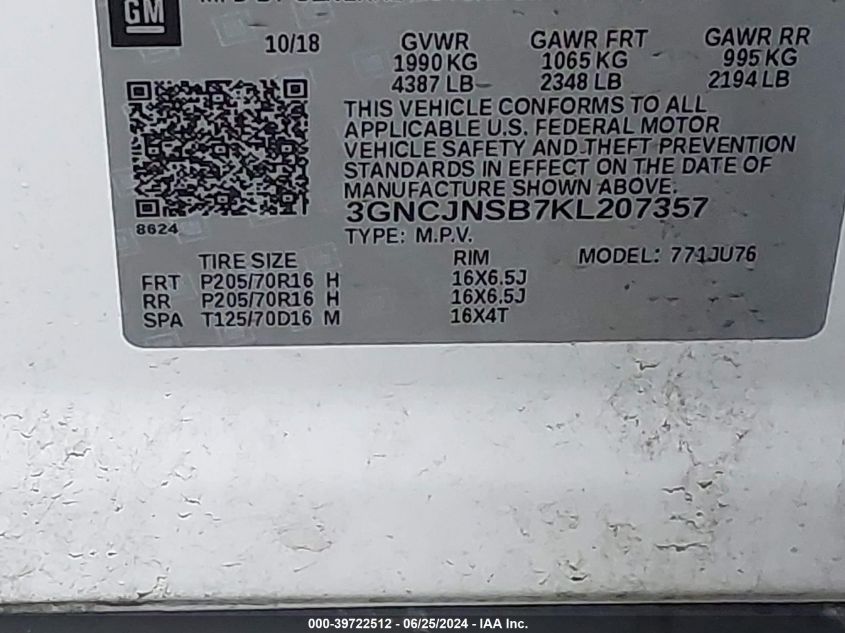 GM
10/18 GVWR GAWR FRT GAWR RR
1990 KG 1065 KG 995 KG
4387 LB 2348 LB 2194 LB
THIS VEHICLE CONFORMS TO ALL
APPLICABLE U.S. FEDERAL MOTOR
VEHICLE SAFETY AND THEFT PREVENTION
STANDARDS IN EFFECT ON THE DATE OF
MANUFACTURE SHOWN ABOVE.
3GNCJNSB7KL207357
8624
TYPE: M.P.V.
TIRE SIZE RIM MODEL: 771JU76
FRT P205/70R16 H 16X6.5J
RR P205/70R16 H 16X6.5J
SPA T125/70D16 M 16X4T
000-39722512 - 06/25/2024 - IAA Inc.